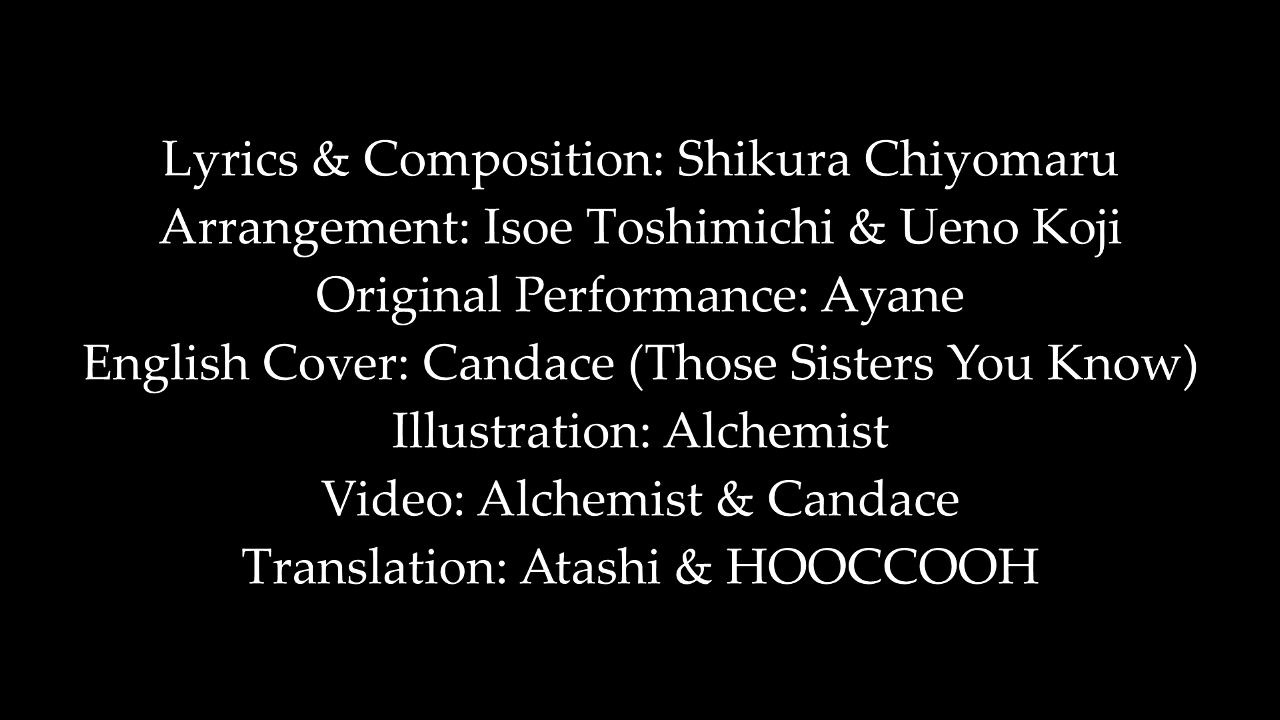 Lyrics & Composition: Shikura Chiyomaru
Arrangement: Isoe Toshimichi & Ueno Koji
Original Performance: Ayane
English Cover: Candace (Those Sisters You Know)
Illustration: Alchemist
Video: Alchemist & Candace
Translation: Atashi & HOOCCOOH